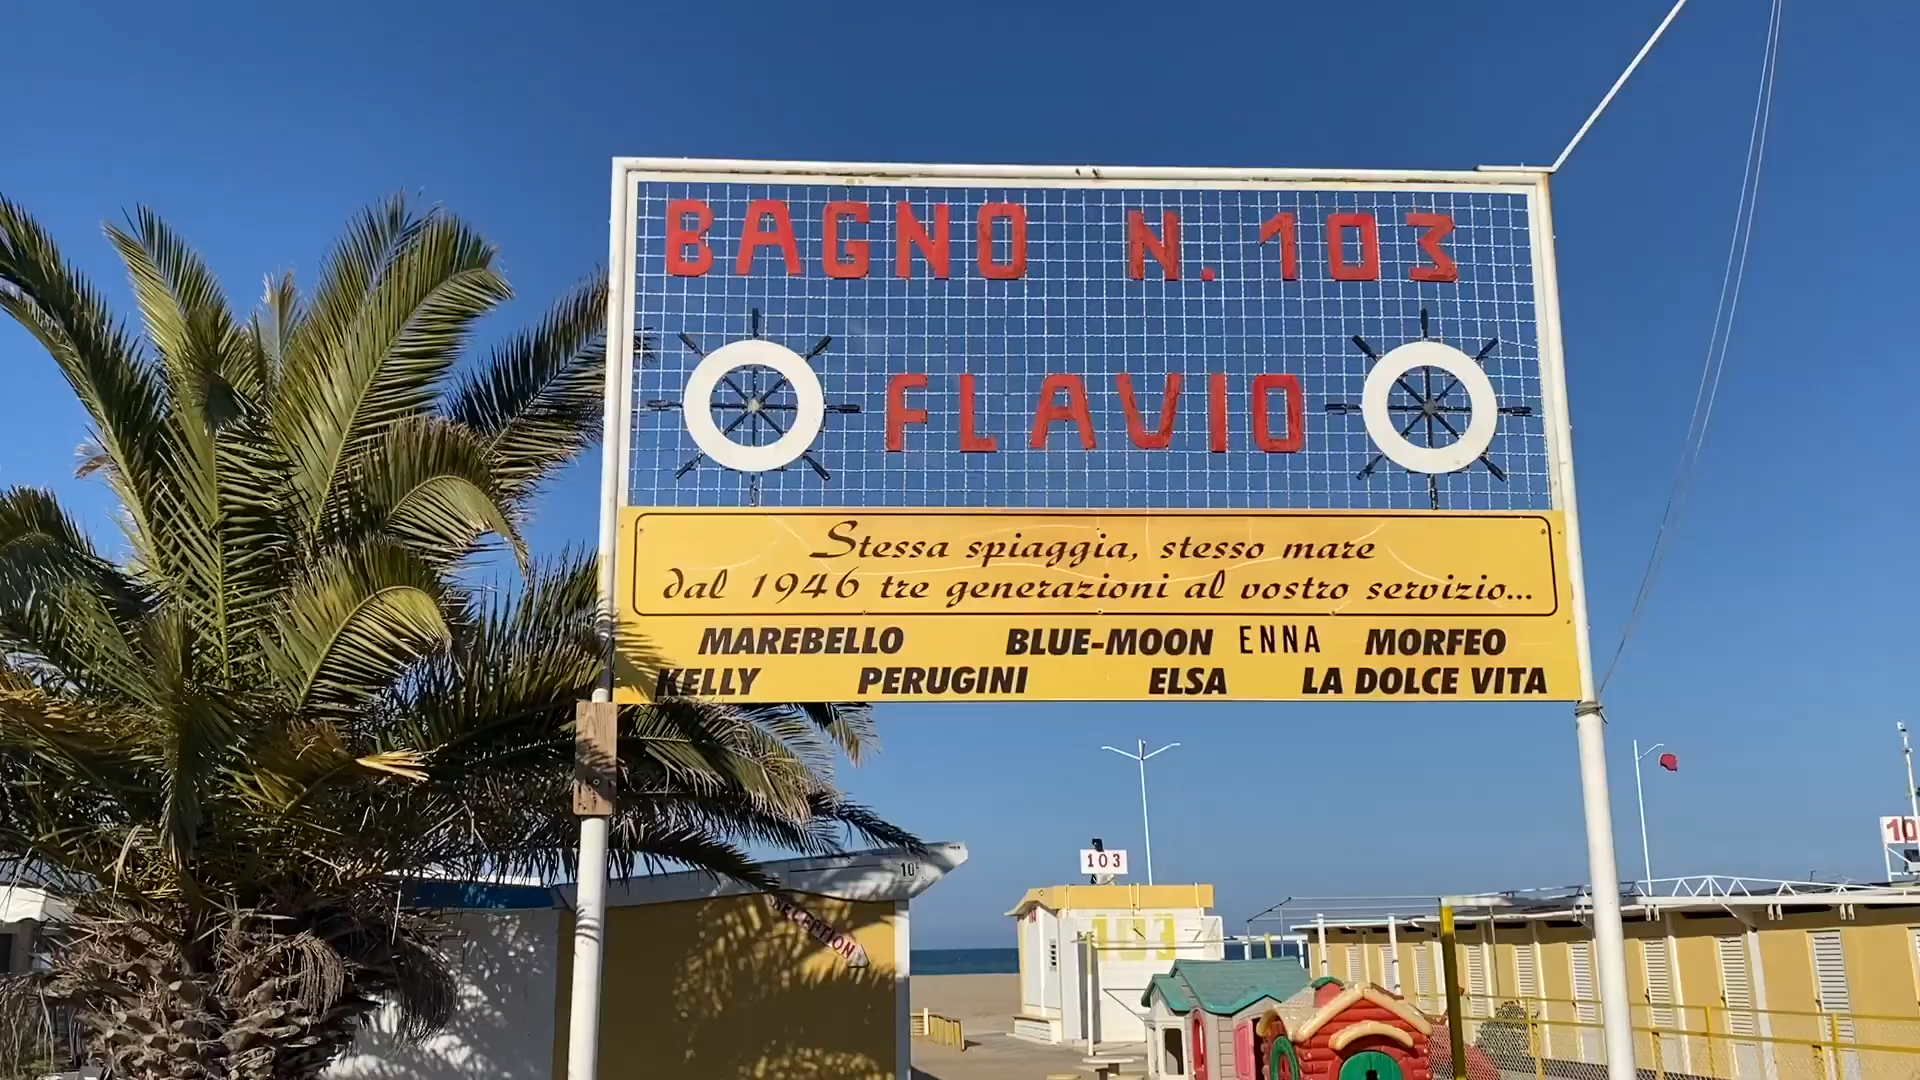 BAGNO N. 103
FLAVIO
Stessa spiaggia, stesso mare
dal 1946 tre generazioni al vostro servizio...
MAREBELLO BLUE-MOON ENNA MORFEO
KELLY PERUGINI ELSA LA DOLCE VITA
103
RECEPTION
103